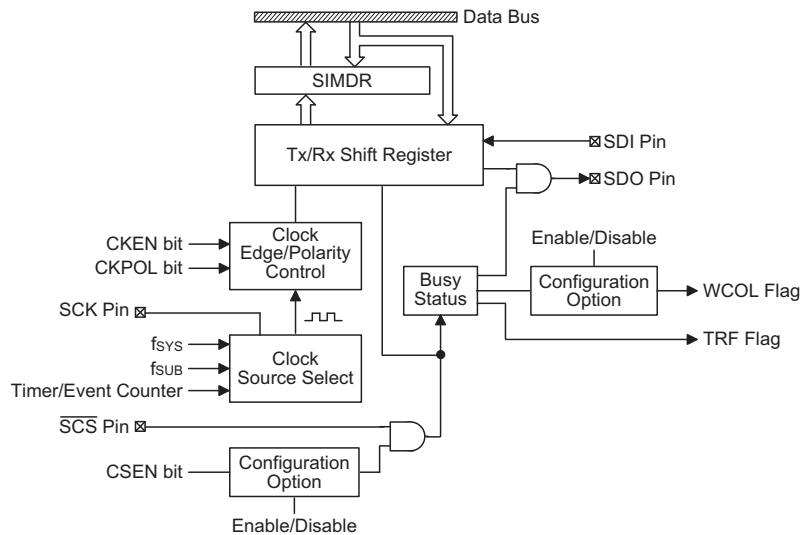 Data Bus
SIMDR
Tx/Rx Shift Register
SDI Pin
SDO Pin
CKEN bit
CKPOL bit
Clock
Edge/Polarity
Control
Enable/Disable
Busy
Status
Configuration
Option
WCOL Flag
TRF Flag
SCK Pin
fSYS
fSUB
Timer/Event Counter
Clock
Source Select
SCS Pin
CSEN bit
Configuration
Option
Enable/Disable